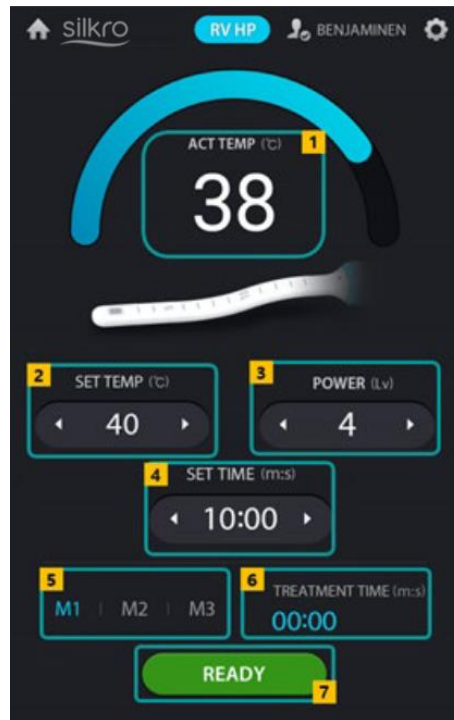 silkro RV HP BENJAMINEN
ACT TEMP (℃) 1
38
2 SET TEMP (℃)
40
3 POWER (Lv)
4
4 SET TIME (m:s)
10:00
5
M1 | M2 | M3
6 TREATMENT TIME (m:s)
00:00
READY
7